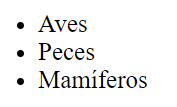 • Aves
• Peces
• Mamíferos